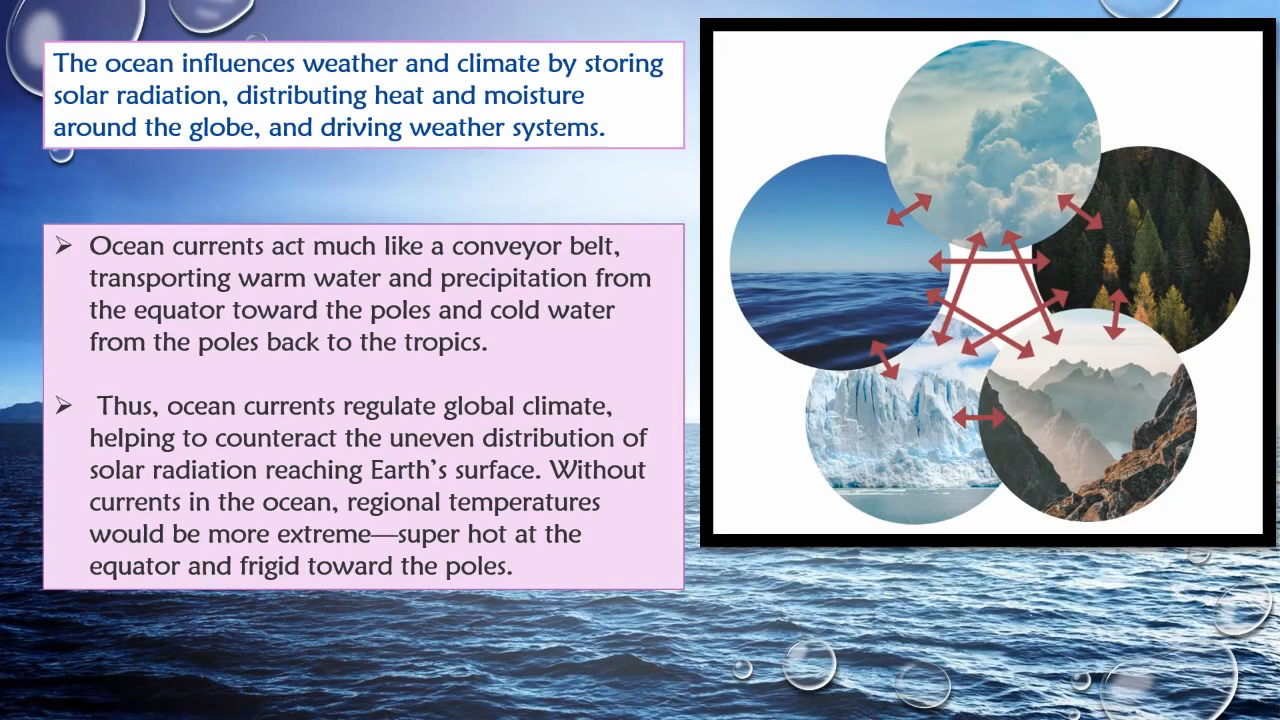 The ocean influences weather and climate by storing
solar radiation, distributing heat and moisture
around the globe, and driving weather systems.
➢ Ocean currents act much like a conveyor belt,
transporting warm water and precipitation from
the equator toward the poles and cold water
from the poles back to the tropics.
➢ Thus, ocean currents regulate global climate,
helping to counteract the uneven distribution of
solar radiation reaching Earth’s surface. Without
currents in the ocean, regional temperatures
would be more extreme—super hot at the
equator and frigid toward the poles.